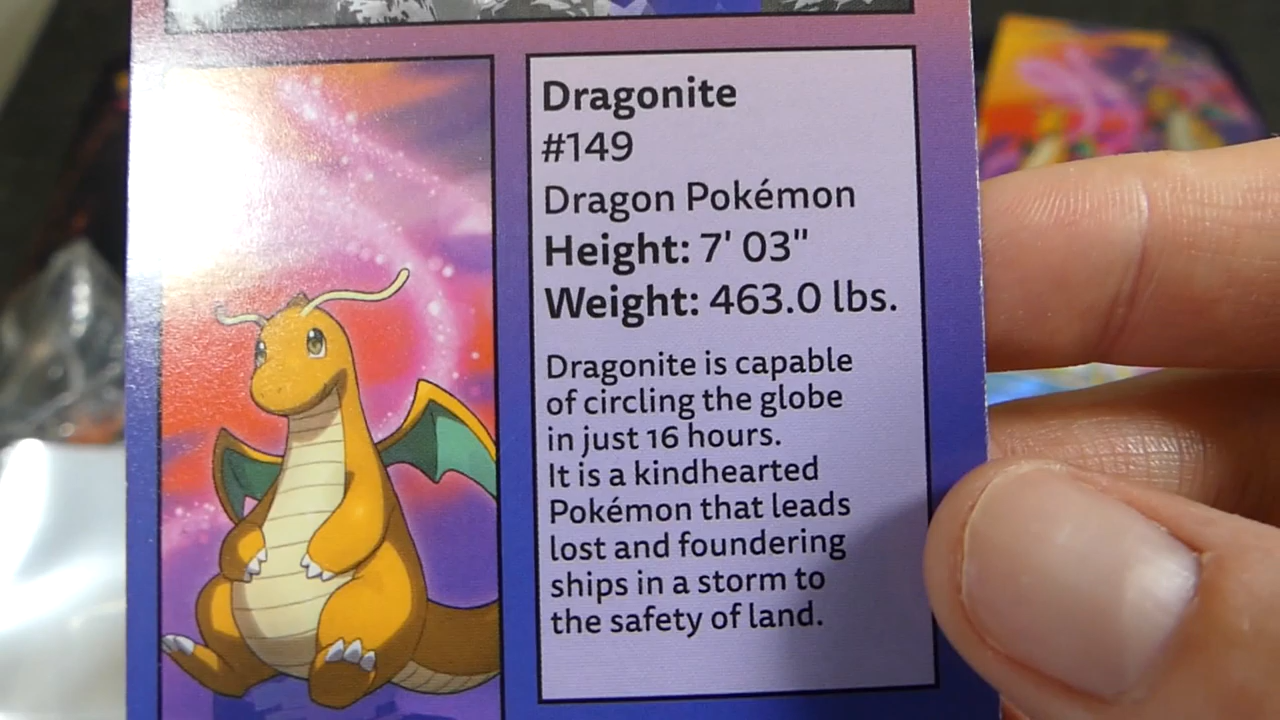 Dragonite
#149
Dragon Pokémon
Height: 7' 03"
Weight: 463.0 lbs.
Dragonite is capable
of circling the globe
in just 16 hours.
It is a kindhearted
Pokémon that leads
lost and foundering
ships in a storm to
the safety of land.